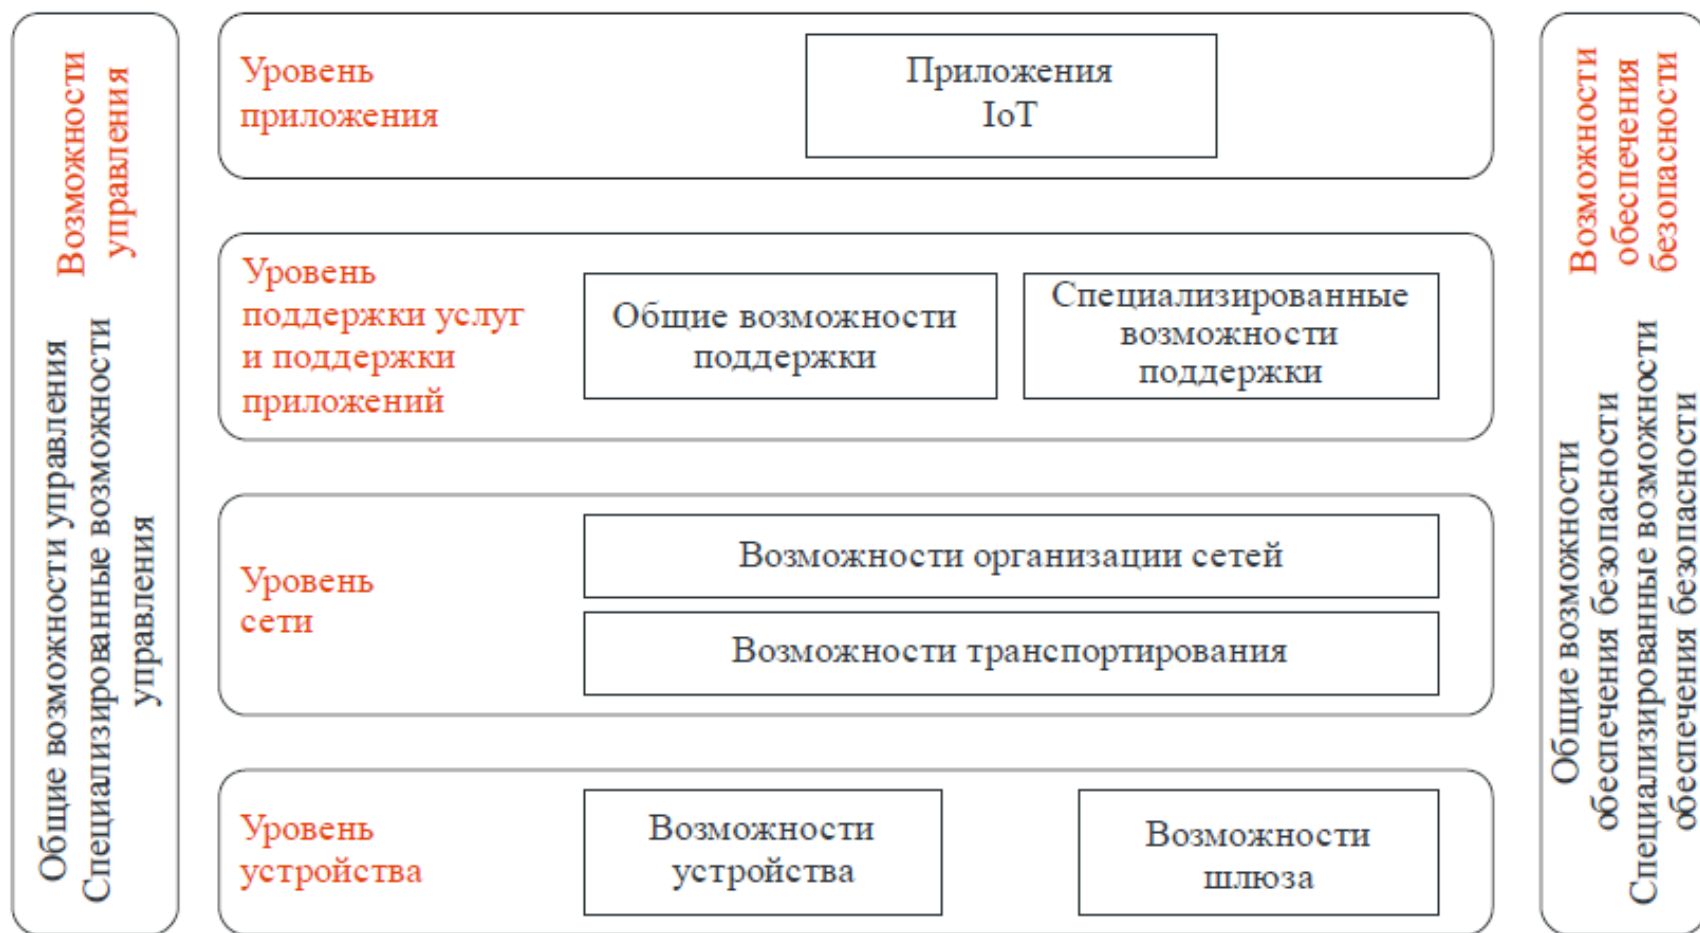 Возможности
управления
Общие возможности управления
Специализированные возможности
управления
Уровень
приложения
Приложения
IoT
Уровень
поддержки услуг
и поддержки
приложений
Общие возможности
поддержки
Специализированные
возможности
поддержки
Уровень
сети
Возможности организации сетей
Возможности транспортирования
Уровень
устройства
Возможности
устройства
Возможности
шлюза
Возможности
обеспечения
безопасности
Общие возможности
обеспечения безопасности
Специализированные возможности
обеспечения безопасности